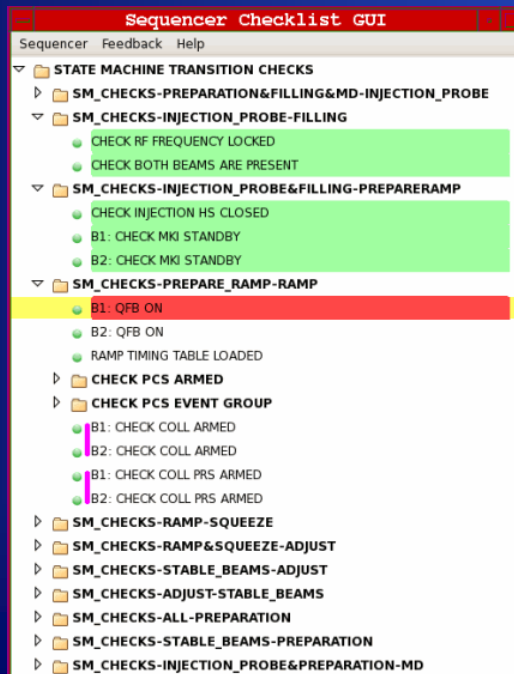 Sequencer Checklist GUI
Sequencer Feedback Help
STATE MACHINE TRANSITION CHECKS
SM_CHECKS-PREPARATION&FILLING&MD-INJECTION_PROBE
SM_CHECKS-INJECTION_PROBE-FILLING
CHECK RF FREQUENCY LOCKED
CHECK BOTH BEAMS ARE PRESENT
SM_CHECKS-INJECTION_PROBE&FILLING-PREPARERAMP
CHECK INJECTION HS CLOSED
B1: CHECK MKI STANDBY
B2: CHECK MKI STANDBY
SM_CHECKS-PREPARE_RAMP-RAMP
B1: QFB ON
B2: QFB ON
RAMP TIMING TABLE LOADED
CHECK PCS ARMED
CHECK PCS EVENT GROUP
B1: CHECK COLL ARMED
B2: CHECK COLL ARMED
B1: CHECK COLL PRS ARMED
B2: CHECK COLL PRS ARMED
SM_CHECKS-RAMP-SQUEEZE
SM_CHECKS-RAMP&SQUEEZE-ADJUST
SM_CHECKS-STABLE_BEAMS-ADJUST
SM_CHECKS-ADJUST-STABLE_BEAMS
SM_CHECKS-ALL-PREPARATION
SM_CHECKS-STABLE_BEAMS-PREPARATION
SM_CHECKS-INJECTION_PROBE&PREPARATION-MD